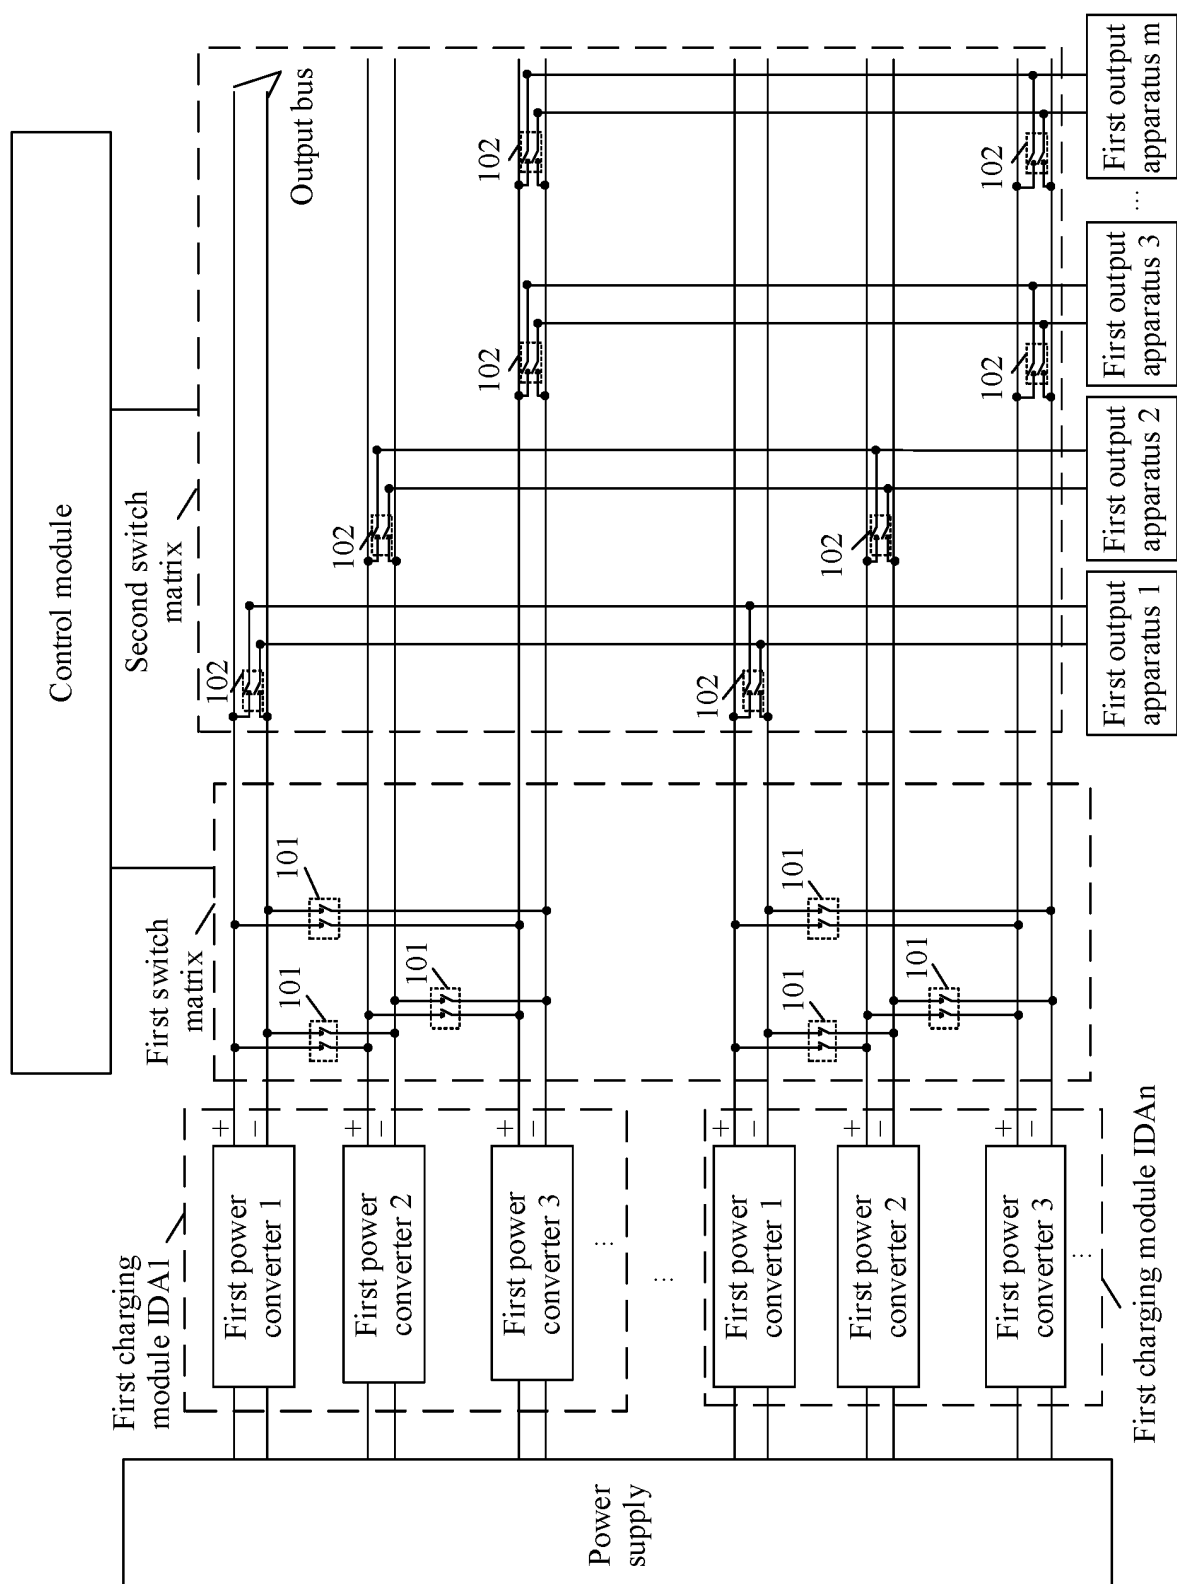 Control module
Second switch
matrix
First switch
matrix
Output bus
102
102
102
102
102
102
102
102
101
101
101
101
101
101
First output
apparatus m
...
First output
apparatus 3
First output
apparatus 2
First output
apparatus 1
First charging
module IDA1
+
−
First power
converter 1
+
−
First power
converter 2
+
−
First power
converter 3
...
...
+
−
First power
converter 1
+
−
First power
converter 2
+
−
First power
converter 3
...
First charging module IDAn
Power
supply